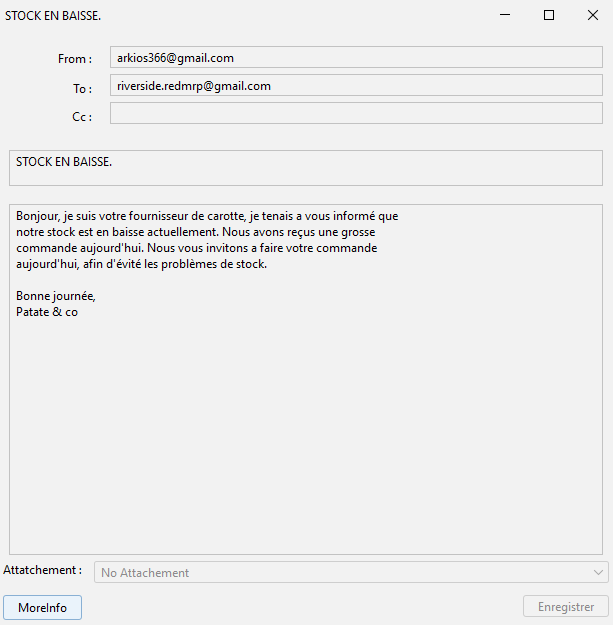 STOCK EN BAISSE.
From :
arkios366@gmail.com
To :
riverside.redmrp@gmail.com
Cc :
STOCK EN BAISSE.
Bonjour, je suis votre fournisseur de carotte, je tenais a vous informé que
notre stock est en baisse actuellement. Nous avons reçus une grosse
commande aujourd'hui. Nous vous invitons a faire votre commande
aujourd'hui, afin d'évité les problèmes de stock.
Bonne journée,
Patate & co
Attatchement :
No Attachement
MoreInfo
Enregistrer